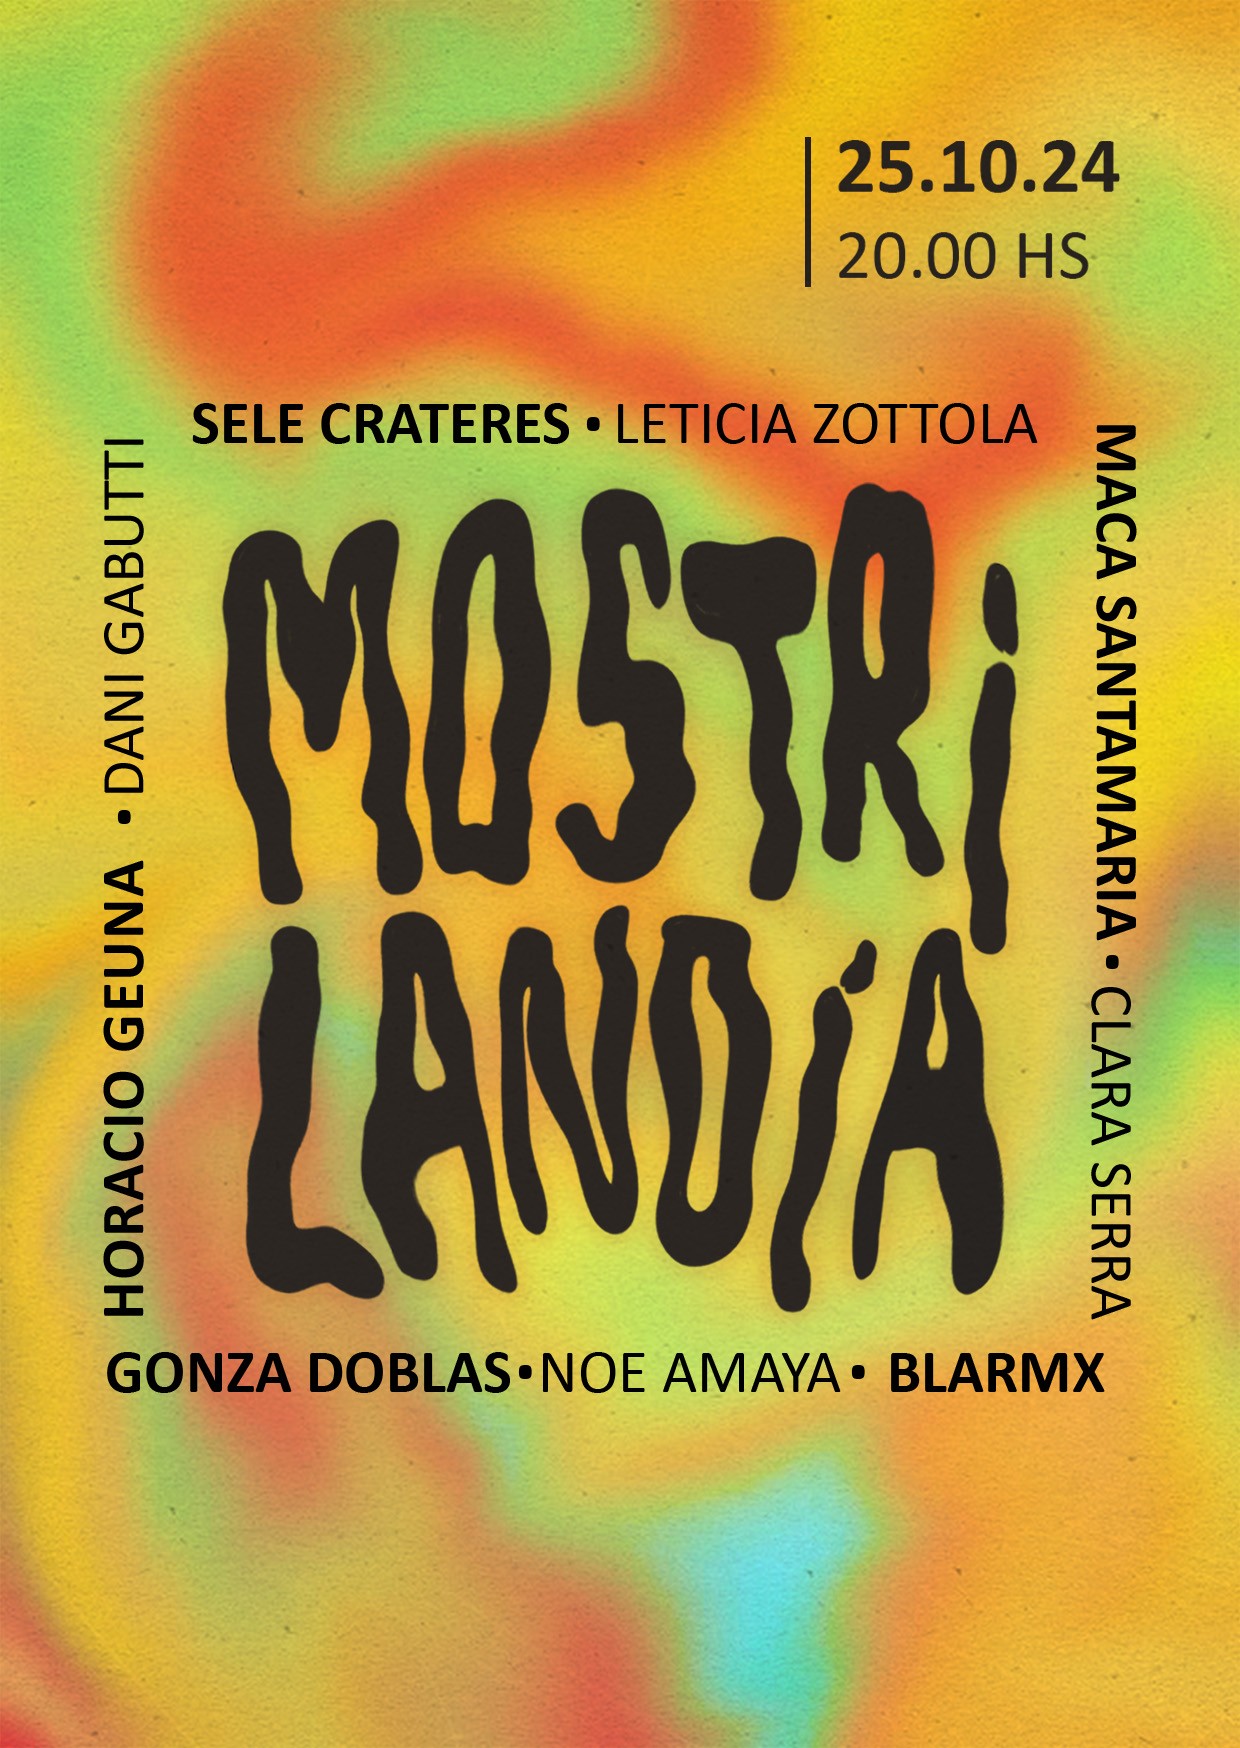 25.10.24
20.00 HS
SELE CRATERES • LETICIA ZOTTOLA
MACA SANTAMARIA • CLARA SERRA
HORACIO GEUNA • DANI GABUTTI
MOSTRi
LANDÍA
GONZA DOBLAS • NOE AMAYA • BLARMX